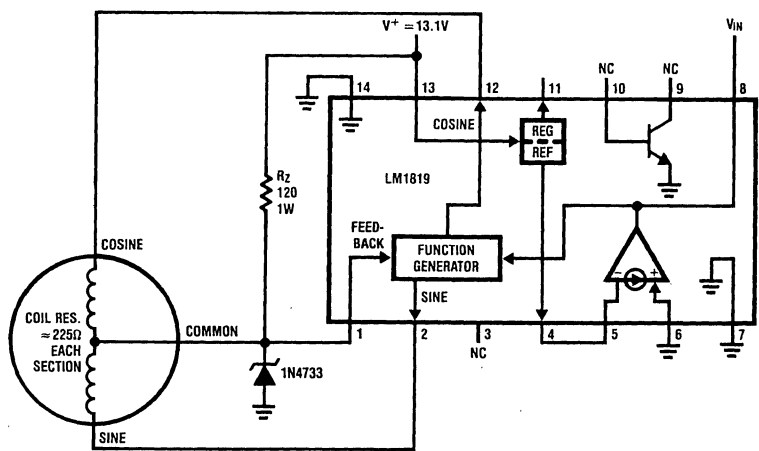 V+ = 13.1V
VIN
NC
NC
14
13
12
11
10
9
8
COSINE
REG
REF
LM1819
RZ
120
1W
FEED-
BACK
FUNCTION
GENERATOR
COSINE
SINE
- +
COIL RES.
≈225Ω
EACH
SECTION
COMMON
1
2
3
4
5
6
7
NC
1N4733
SINE